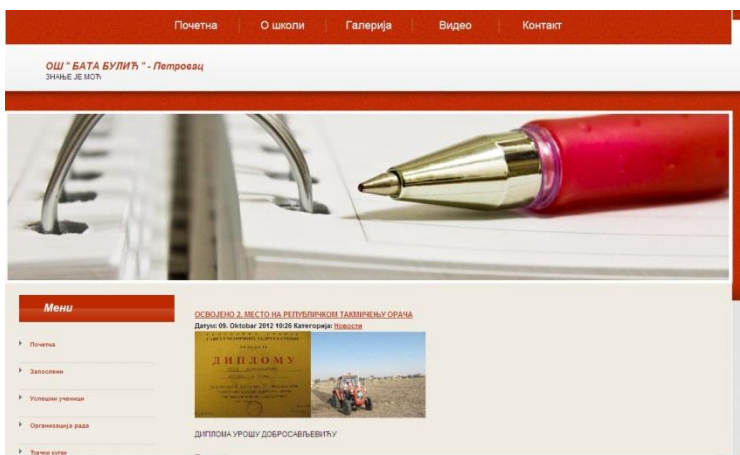 Почетна О школи Галерија Видео Контакт
ОШ " БАТА БУЛИЋ " - Петровац
ЗНАЊЕ ЈЕ МОЋ
Мени
Почетна
Запослени
Успешни ученици
Организација рада
Ђачки кутак
ОСВОЈЕНО 2. МЕСТО НА РЕПУБЛИЧКОМ ТАКМИЧЕЊУ ОРАЧА
Датум: 09. Oktobar 2012 10:26 Категорија: Новости
ДИПЛОМУ
ДИПЛОМА УРОШУ ДОБРОСАВЉЕВИЋУ